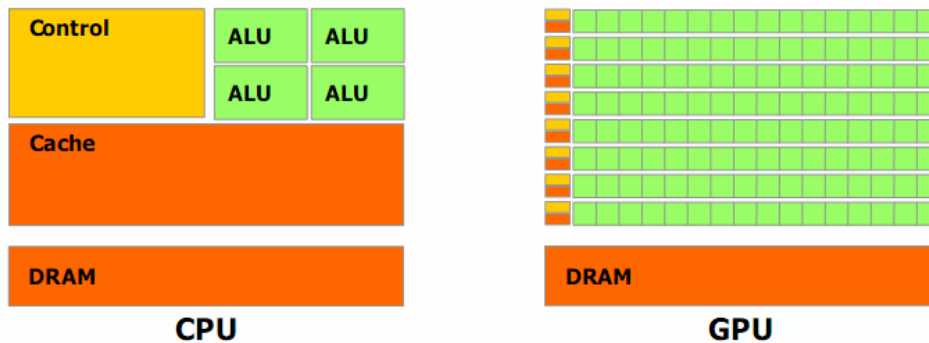 Control
ALU ALU
ALU ALU
Cache
DRAM
CPU
DRAM
GPU